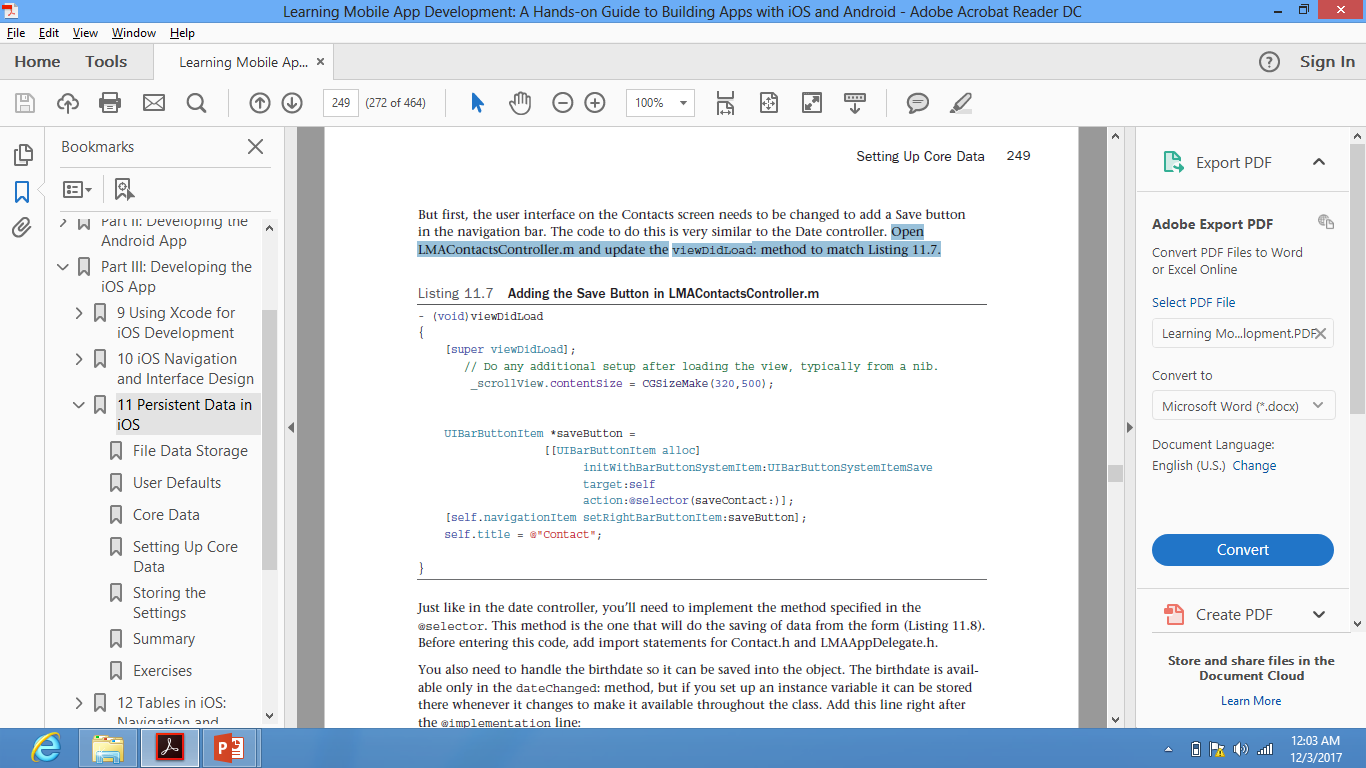 Learning Mobile App Development: A Hands-on Guide to Building Apps with iOS and Android - Adobe Acrobat Reader DC
File Edit View Window Help
Home Tools Learning Mobile Ap... × ? Sign In
249 (272 of 464) 100%
Bookmarks
Part II: Developing the
Android App
Part III: Developing the
iOS App
9 Using Xcode for
iOS Development
10 iOS Navigation
and Interface Design
11 Persistent Data in
iOS
File Data Storage
User Defaults
Core Data
Setting Up Core
Data
Storing the
Settings
Summary
Exercises
12 Tables in iOS:
Navigation and
Setting Up Core Data 249
But first, the user interface on the Contacts screen needs to be changed to add a Save button
in the navigation bar. The code to do this is very similar to the Date controller. Open
LMAContactsController.m and update the viewDidLoad: method to match Listing 11.7.
Listing 11.7 Adding the Save Button in LMAContactsController.m
- (void)viewDidLoad
{
[super viewDidLoad];
// Do any additional setup after loading the view, typically from a nib.
_scrollView.contentSize = CGSizeMake(320,500);
UIBarButtonItem *saveButton =
[[UIBarButtonItem alloc]
initWithBarButtonSystemItem:UIBarButtonSystemItemSave
target:self
action:@selector(saveContact:)];
[self.navigationItem setRightBarButtonItem:saveButton];
self.title = @"Contact";
}
Just like in the date controller, you'll need to implement the method specified in the
@selector. This method is the one that will do the saving of data from the form (Listing 11.8).
Before entering this code, add import statements for Contact.h and LMAAppDelegate.h.
You also need to handle the birthdate so it can be saved into the object. The birthdate is avail-
able only in the dateChanged: method, but if you set up an instance variable it can be stored
there whenever it changes to make it available throughout the class. Add this line right after
the @implementation line:
Export PDF
Adobe Export PDF
Convert PDF Files to Word
or Excel Online
Select PDF File
Learning Mo...lopment.PDF
Convert to
Microsoft Word (*.docx)
Document Language:
English (U.S.) Change
Convert
Create PDF
Store and share files in the
Document Cloud
Learn More
12:03 AM
12/3/2017